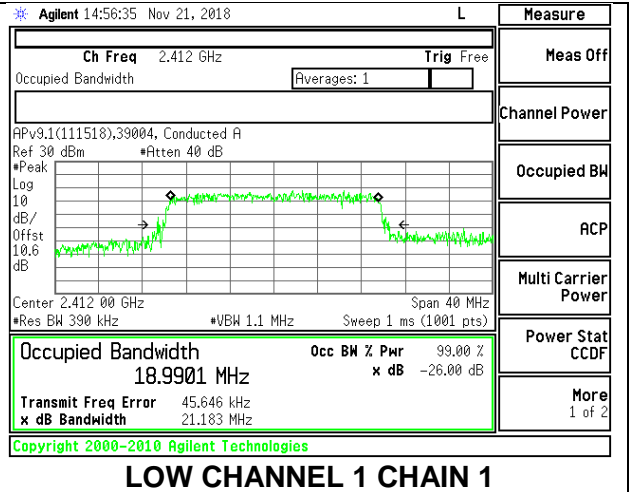 Agilent 14:56:35 Nov 21, 2018 L
Measure
Ch Freq 2.412 GHz Trig Free
Occupied Bandwidth Averages: 1
APv9.1(111518),39004, Conducted A
Ref 30 dBm #Atten 40 dB
#Peak
Log
10
dB/
Offst
10.6
dB
Center 2.412 00 GHz Span 40 MHz
#Res BW 390 kHz #VBW 1.1 MHz Sweep 1 ms (1001 pts)
Occupied Bandwidth Occ BW % Pwr 99.00 %
18.9901 MHz x dB -26.00 dB
Transmit Freq Error 45.646 kHz
x dB Bandwidth 21.183 MHz
Copyright 2000-2010 Agilent Technologies
Meas Off
Channel Power
Occupied BW
ACP
Multi Carrier
Power
Power Stat
CCDF
More
1 of 2
LOW CHANNEL 1 CHAIN 1